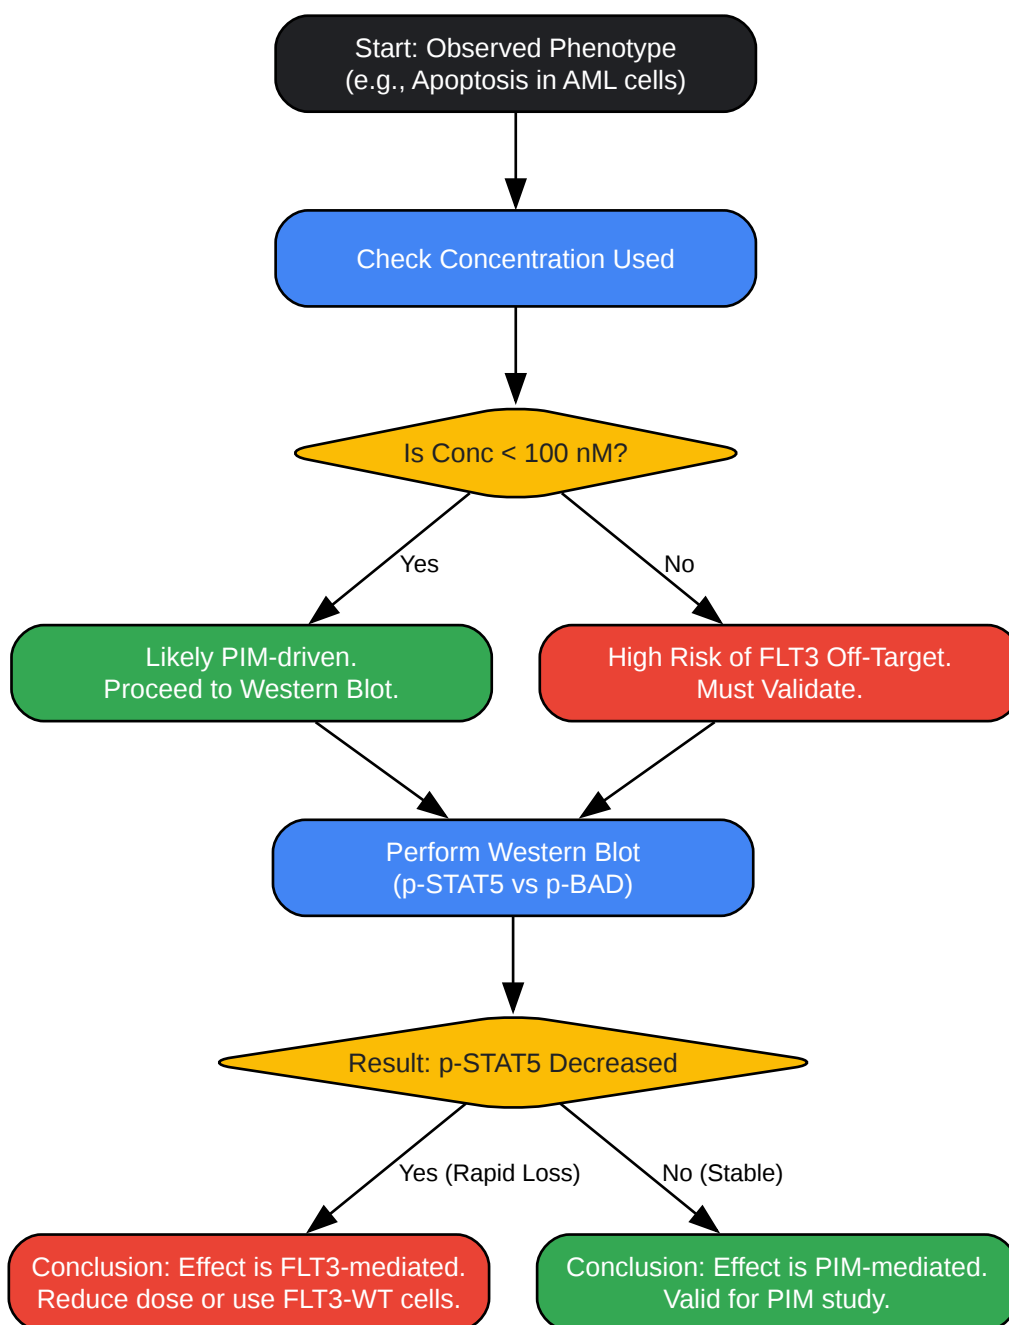 Start: Observed Phenotype
(e.g., Apoptosis in AML cells)
Check Concentration Used
Is Conc < 100 nM?
Yes
No
Likely PIM-driven.
Proceed to Western Blot.
High Risk of FLT3 Off-Target.
Must Validate.
Perform Western Blot
(p-STAT5 vs p-BAD)
Result: p-STAT5 Decreased
Yes (Rapid Loss)
No (Stable)
Conclusion: Effect is FLT3-mediated.
Reduce dose or use FLT3-WT cells.
Conclusion: Effect is PIM-mediated.
Valid for PIM study.